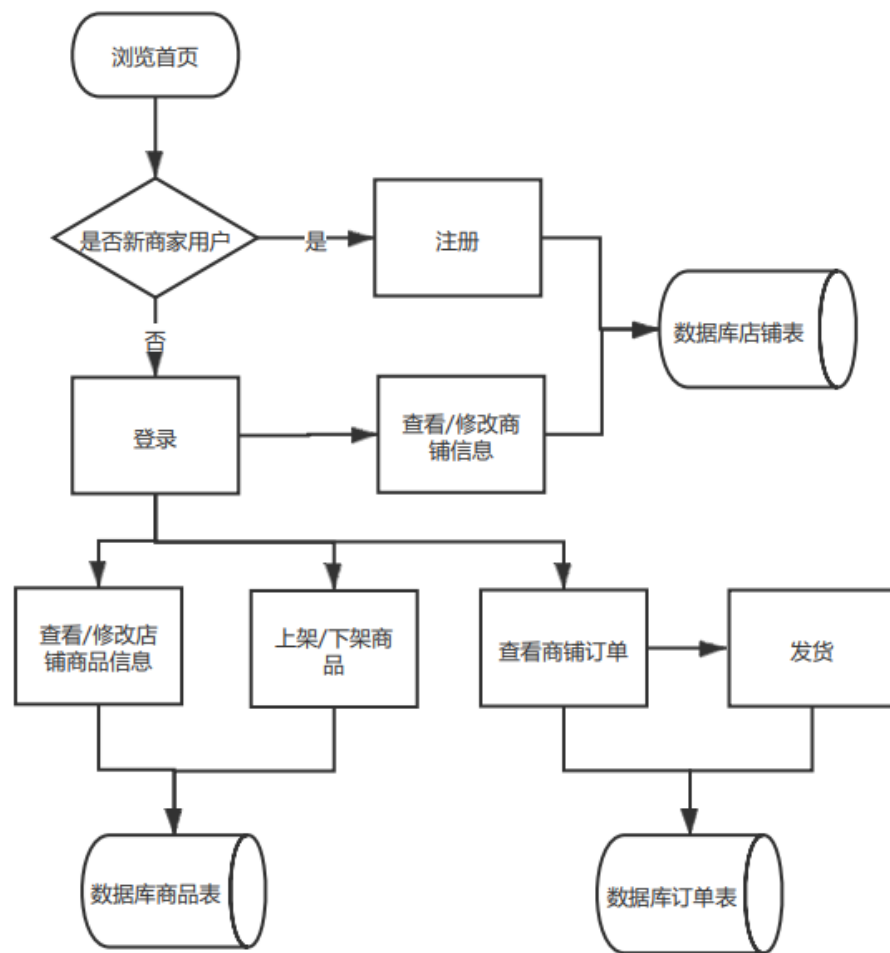 浏览首页
是否新商家用户
是
注册
数据库店铺表
否
登录
查看/修改商
铺信息
查看/修改店
铺商品信息
上架/下架商
品
查看商铺订单
发货
数据库商品表
数据库订单表